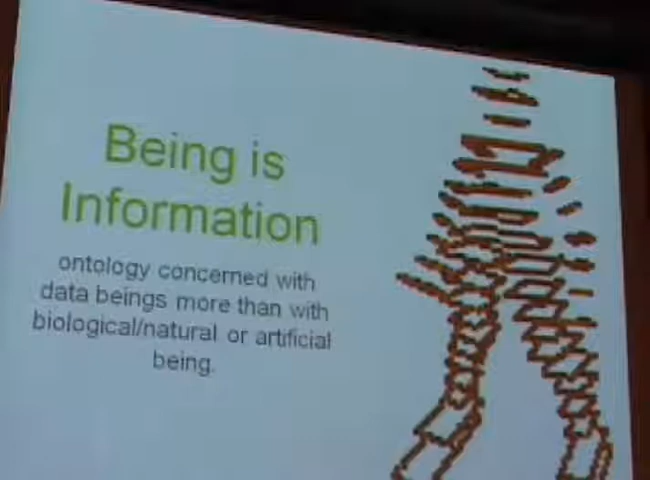 Being is
Information
ontology concerned with
data beings more than with
biological/natural or artificial
being.